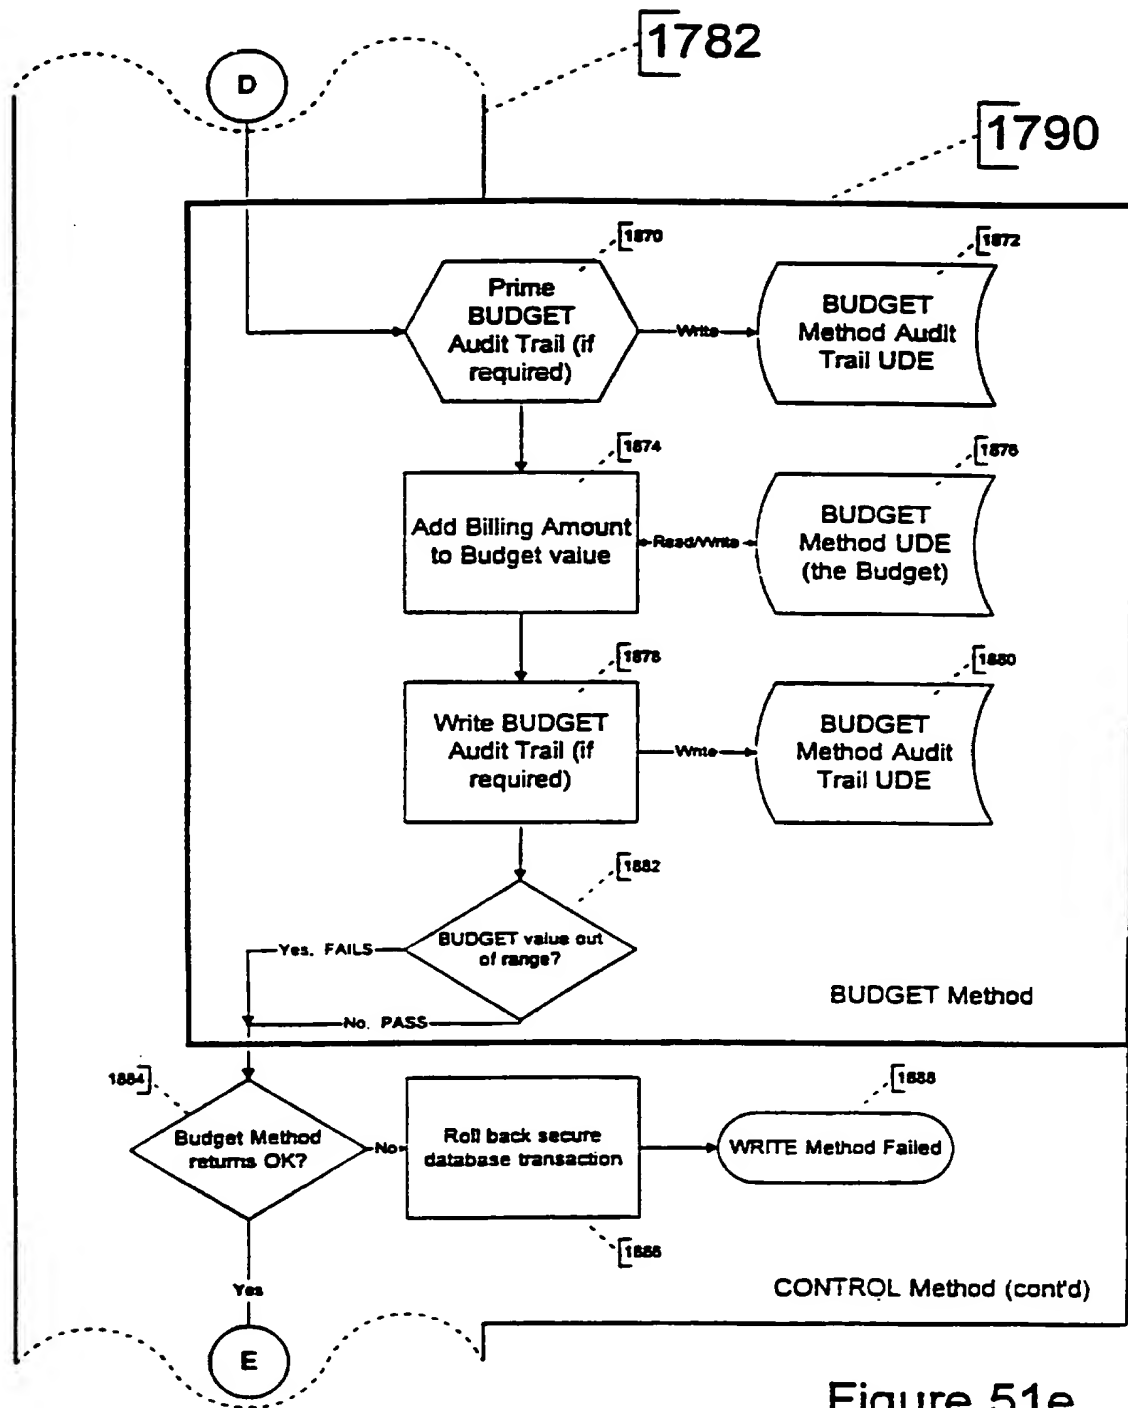 1782
D
1790
1870
1872
Prime
BUDGET
Audit Trail (if
required)
Write
BUDGET
Method Audit
Trail UDE
1874
1876
Add Billing Amount
to Budget value
Read/Write
BUDGET
Method UDE
(the Budget)
1878
1880
Write BUDGET
Audit Trail (if
required)
Write
BUDGET
Method Audit
Trail UDE
1882
BUDGET value out
of range?
Yes, FAILS
No, PASS
BUDGET Method
1884
1888
Budget Method
returns OK?
No
Roll back secure
database transaction
WRITE Method Failed
1886
Yes
CONTROL Method (cont'd)
E
Figure 51e